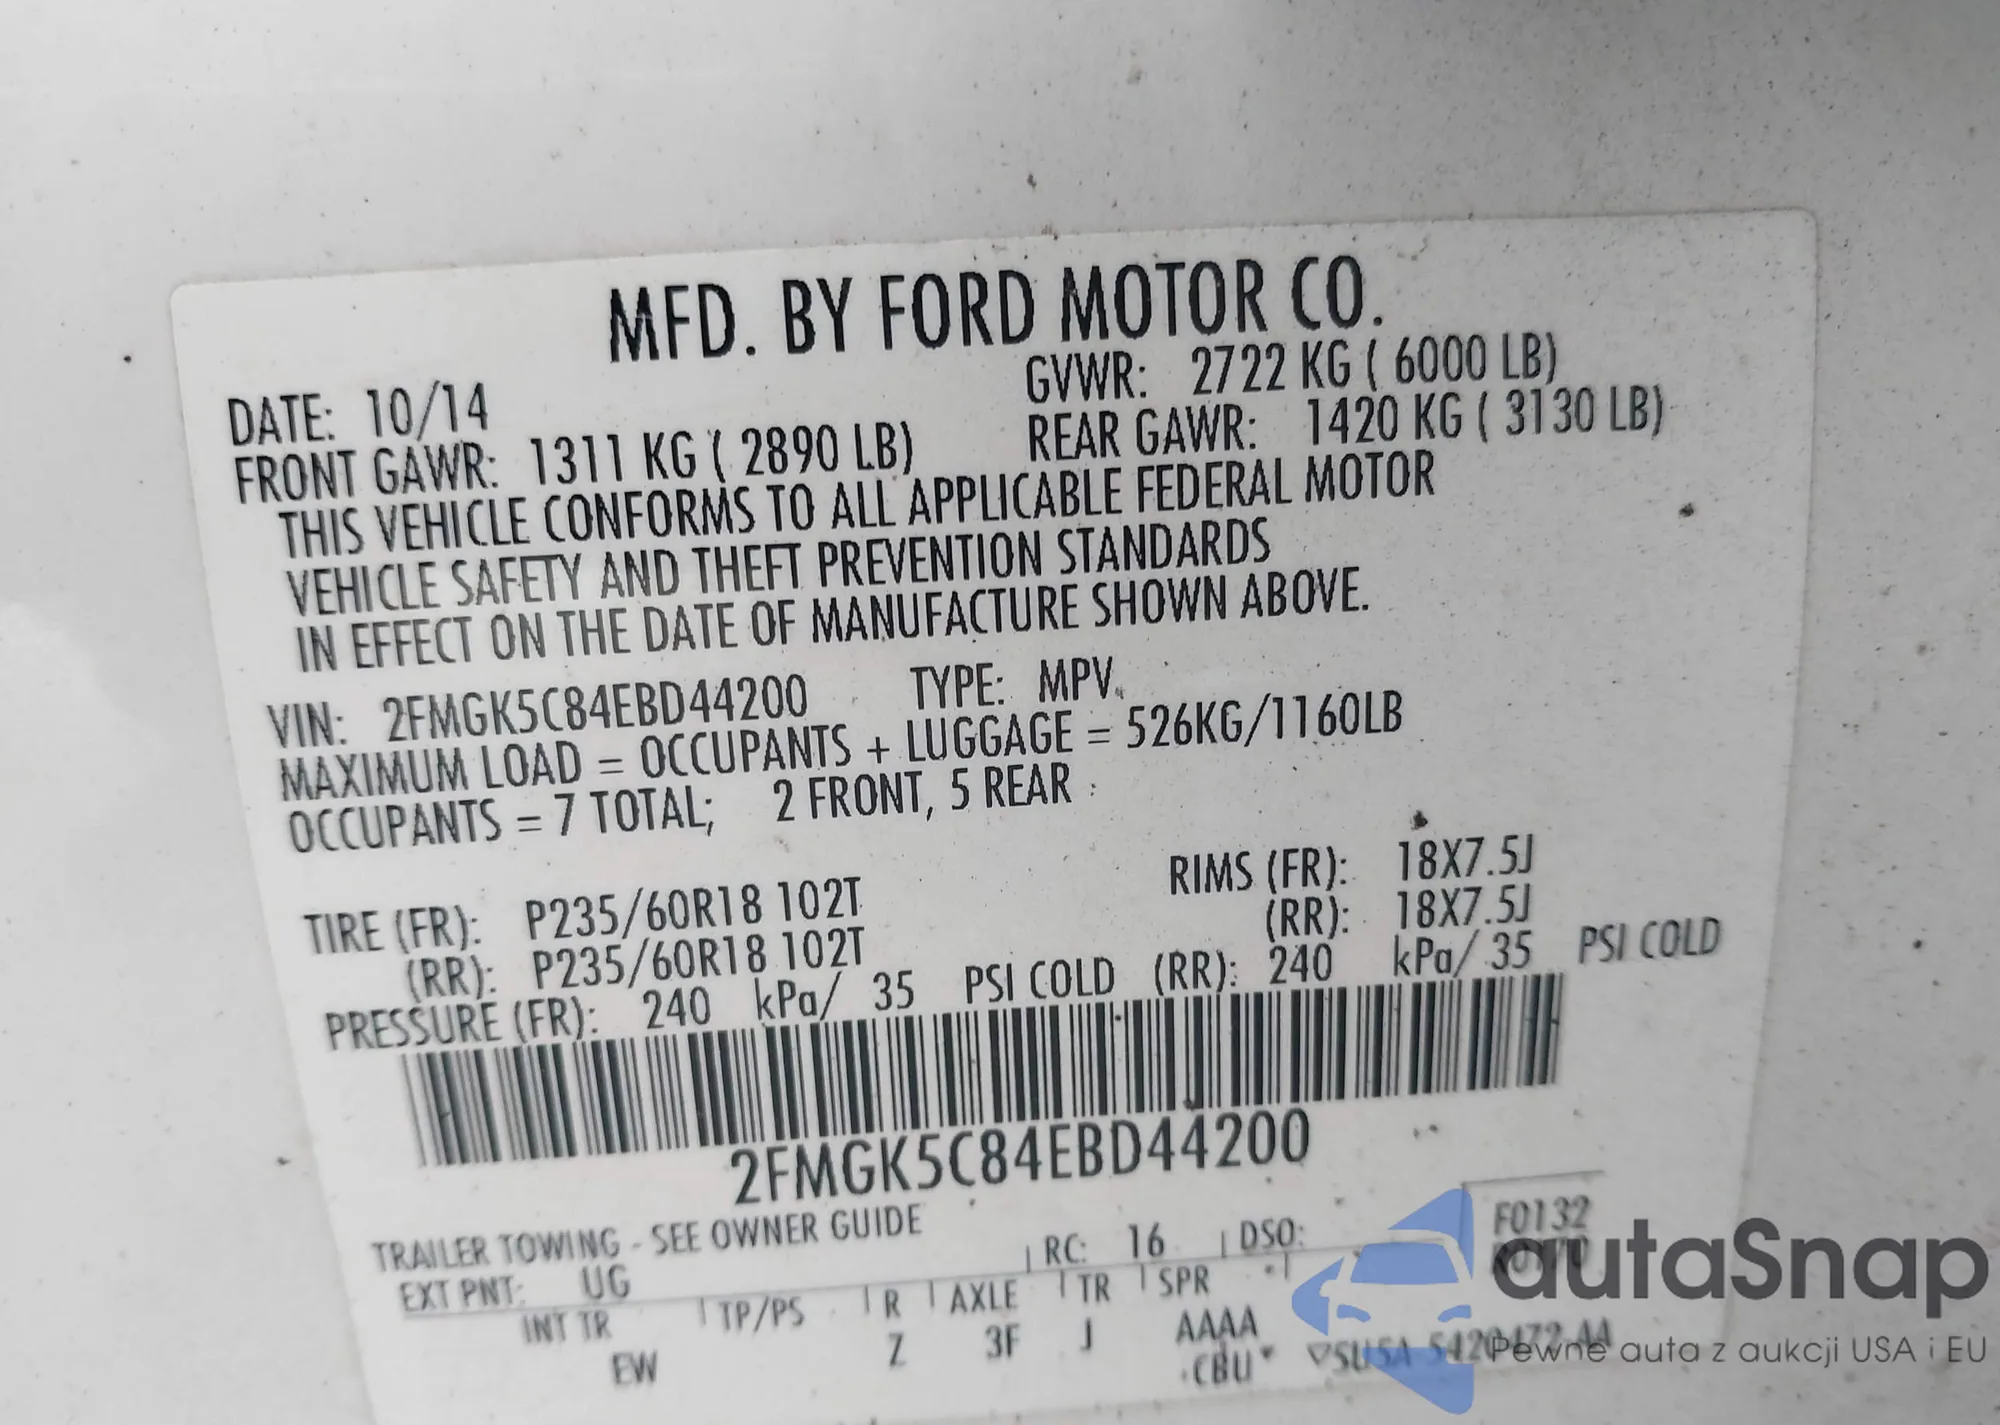 MFD. BY FORD MOTOR CO.
DATE: 10/14 GVWR: 2722 KG ( 6000 LB)
FRONT GAWR: 1311 KG ( 2890 LB) REAR GAWR: 1420 KG ( 3130 LB)
THIS VEHICLE CONFORMS TO ALL APPLICABLE FEDERAL MOTOR
VEHICLE SAFETY AND THEFT PREVENTION STANDARDS
IN EFFECT ON THE DATE OF MANUFACTURE SHOWN ABOVE.
VIN: 2FMGK5C84EBD44200 TYPE: MPV
MAXIMUM LOAD = OCCUPANTS + LUGGAGE = 526KG/1160LB
OCCUPANTS = 7 TOTAL; 2 FRONT, 5 REAR
TIRE (FR): P235/60R18 102T RIMS (FR): 18X7.5J
(RR): P235/60R18 102T (RR): 18X7.5J
PRESSURE (FR): 240 kPa/ 35 PSI COLD (RR): 240 kPa/ 35 PSI COLD
2FMGK5C84EBD44200
TRAILER TOWING - SEE OWNER GUIDE
EXT PNT: UG RC: 16 DSO: F0132
INT TR TP/PS R AXLE TR SPR
EW Z 3F J AAAA
CBU
autaSnap
Pewne auta z aukcji USA i EU